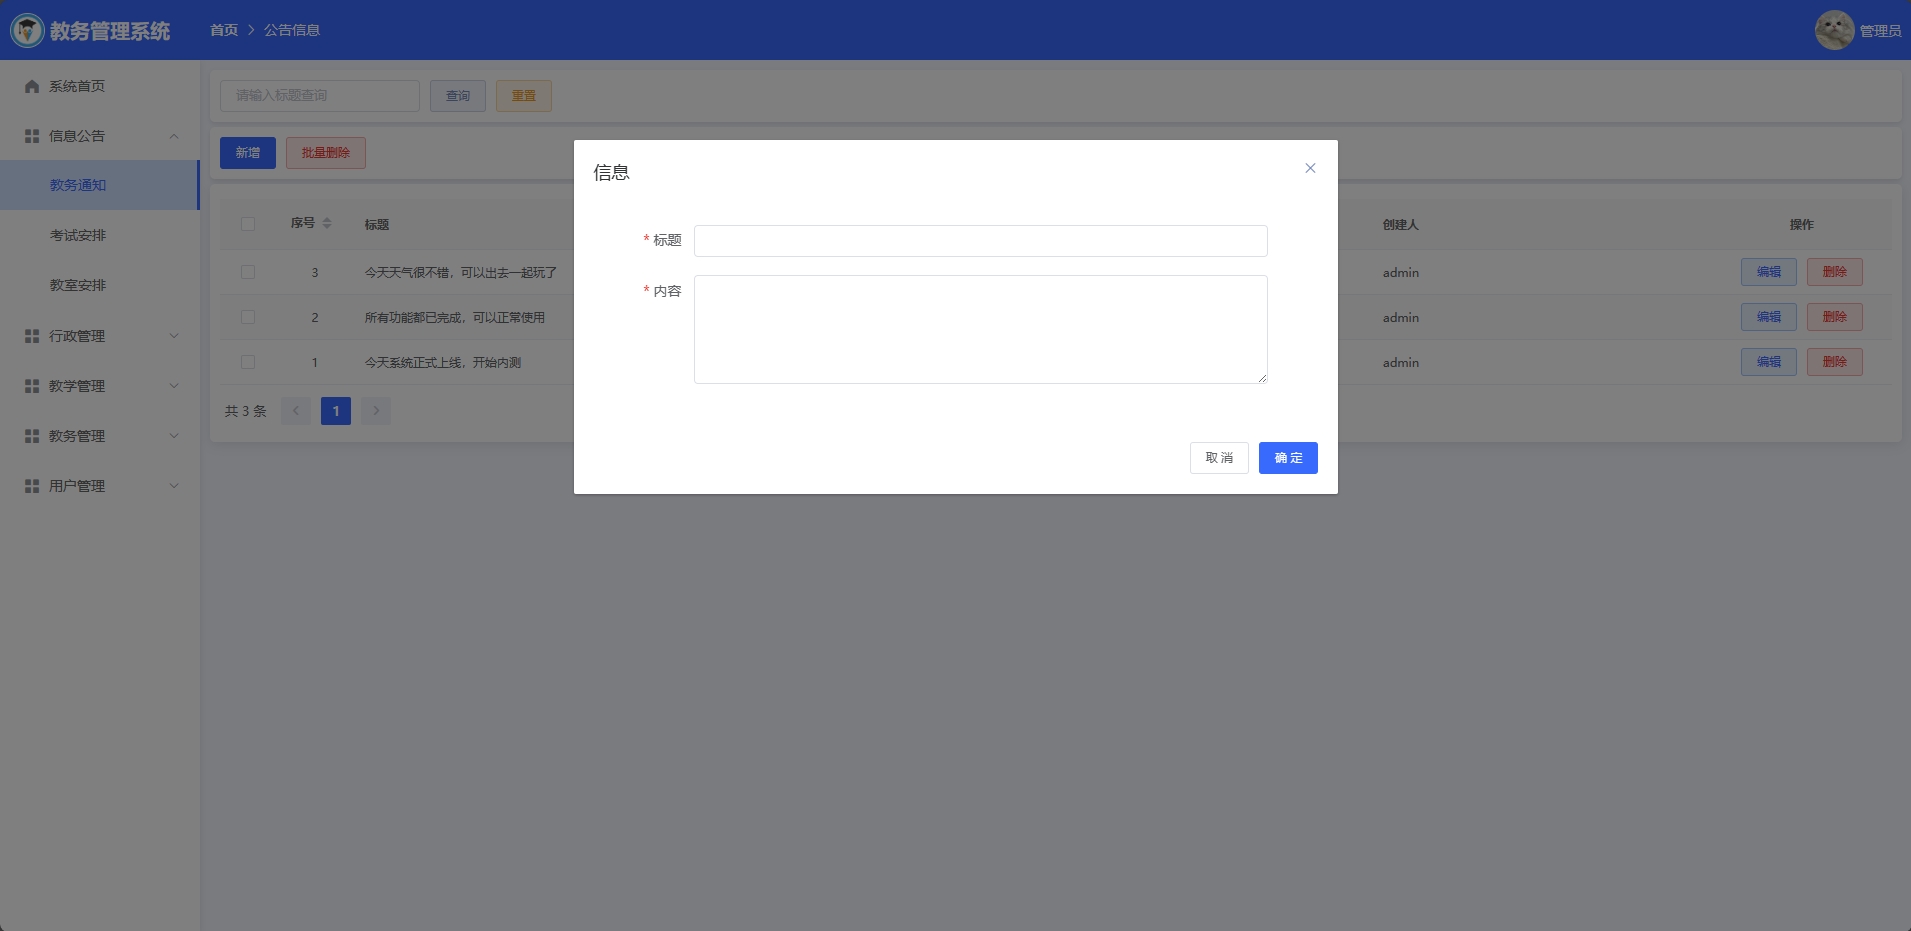 教务管理系统
首页 > 公告信息
管理员
系统首页
信息公告
教务通知
考试安排
教室安排
行政管理
教学管理
教务管理
用户管理
请输入标题查询
查询
重置
新增
批量删除
序号 标题 创建人 操作
3 今天天气很不错，可以出去一起玩了 admin 编辑 删除
2 所有功能都已完成，可以正常使用 admin 编辑 删除
1 今天系统正式上线，开始内测 admin 编辑 删除
共 3 条 1
信息
* 标题
* 内容
取 消
确 定